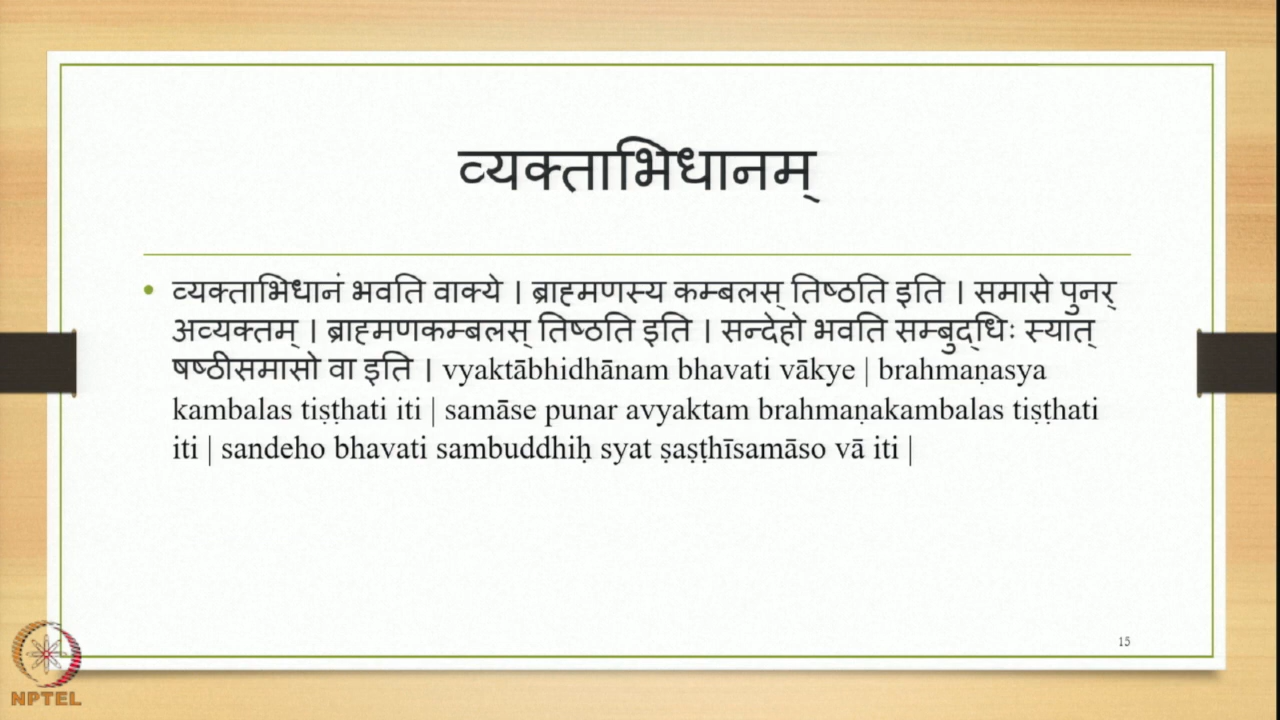 व्यक्ताभिधानम्
• व्यक्ताभिधानं भवति वाक्ये । ब्राह्मणस्य कम्बलस् तिष्ठति इति । समासे पुनर्
अव्यक्तम् । ब्राह्मणकम्बलस् तिष्ठति इति । सन्देहो भवति सम्बुद्धिः स्यात्
षष्ठीसमासो वा इति । vyaktābhidhānam bhavati vākye | brahmaṇasya
kambalas tiṣṭhati iti | samāse punar avyaktam brahmaṇakambalas tiṣṭhati
iti | sandeho bhavati sambuddhiḥ syat ṣaṣṭhīsamāso vā iti |
15
NPTEL